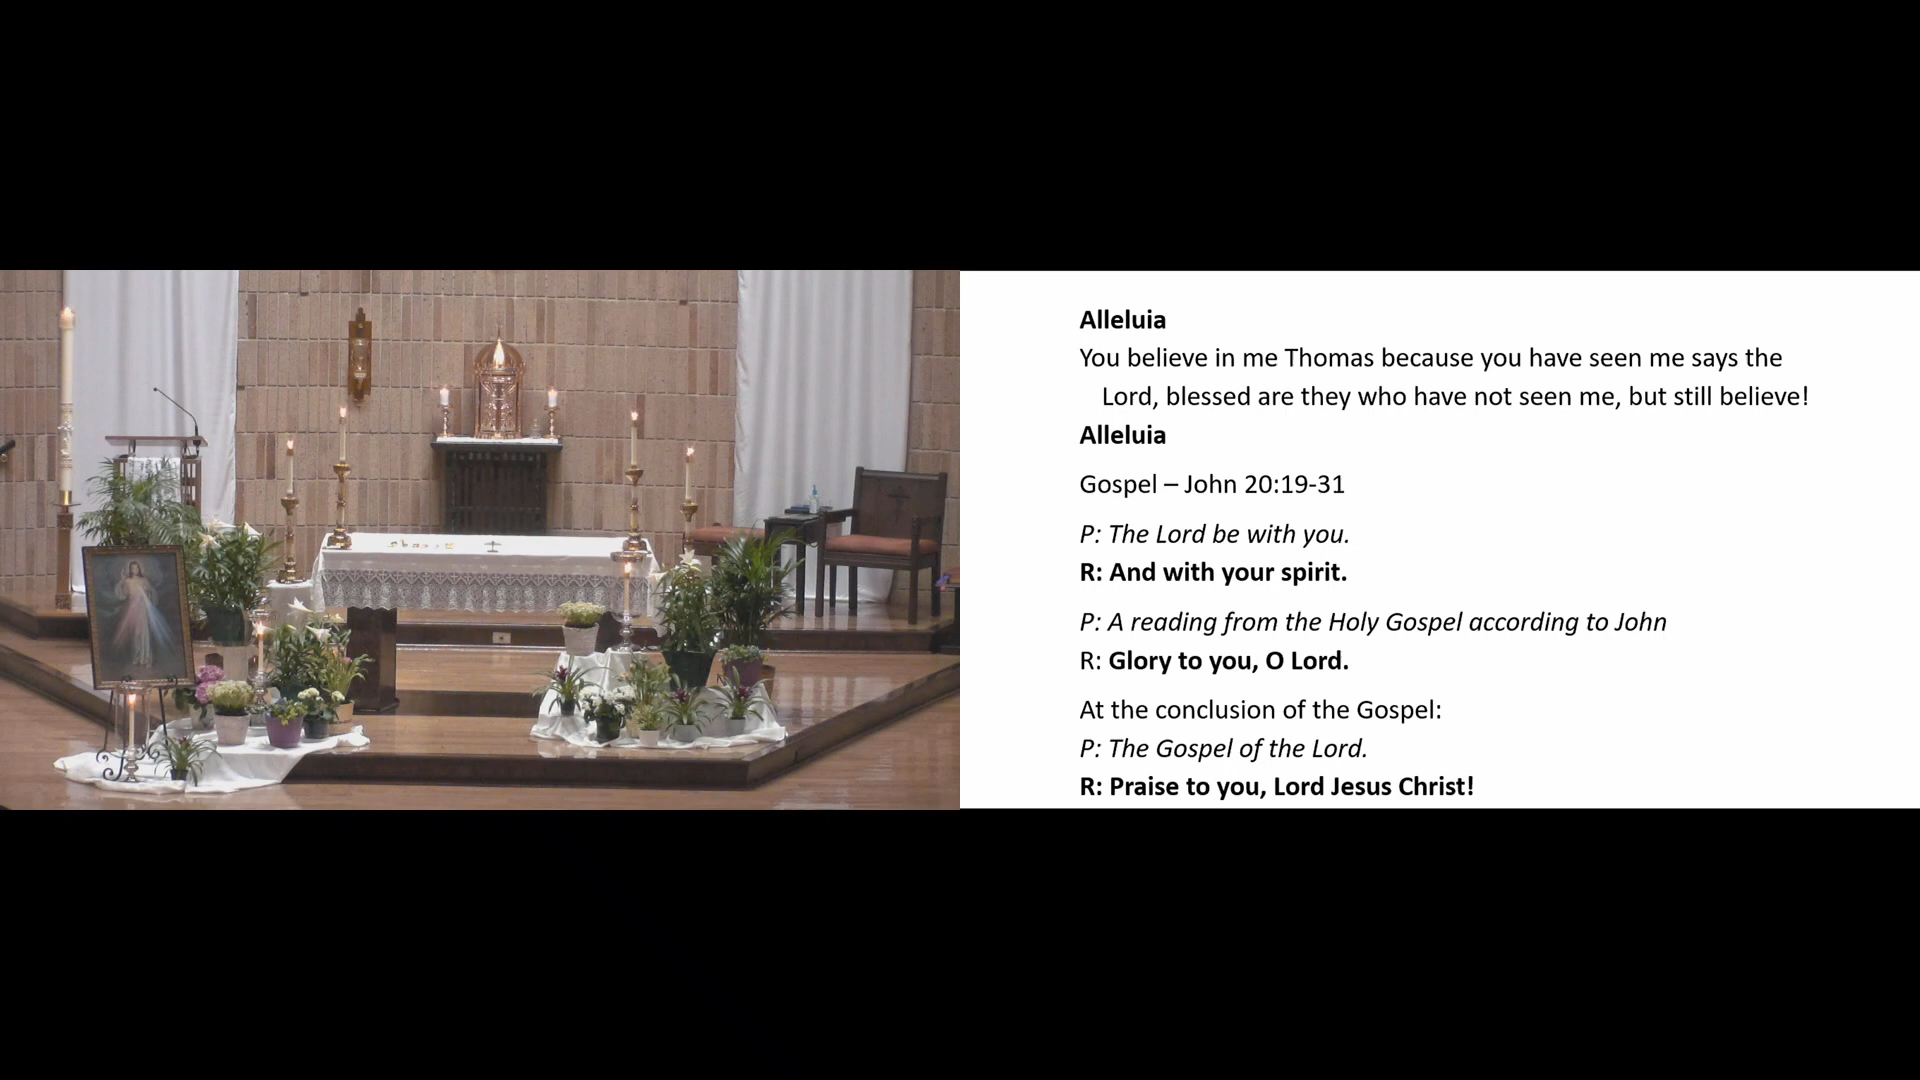 Alleluia
You believe in me Thomas because you have seen me says the
Lord, blessed are they who have not seen me, but still believe!
Alleluia
Gospel – John 20:19-31
P: The Lord be with you.
R: And with your spirit.
P: A reading from the Holy Gospel according to John
R: Glory to you, O Lord.
At the conclusion of the Gospel:
P: The Gospel of the Lord.
R: Praise to you, Lord Jesus Christ!